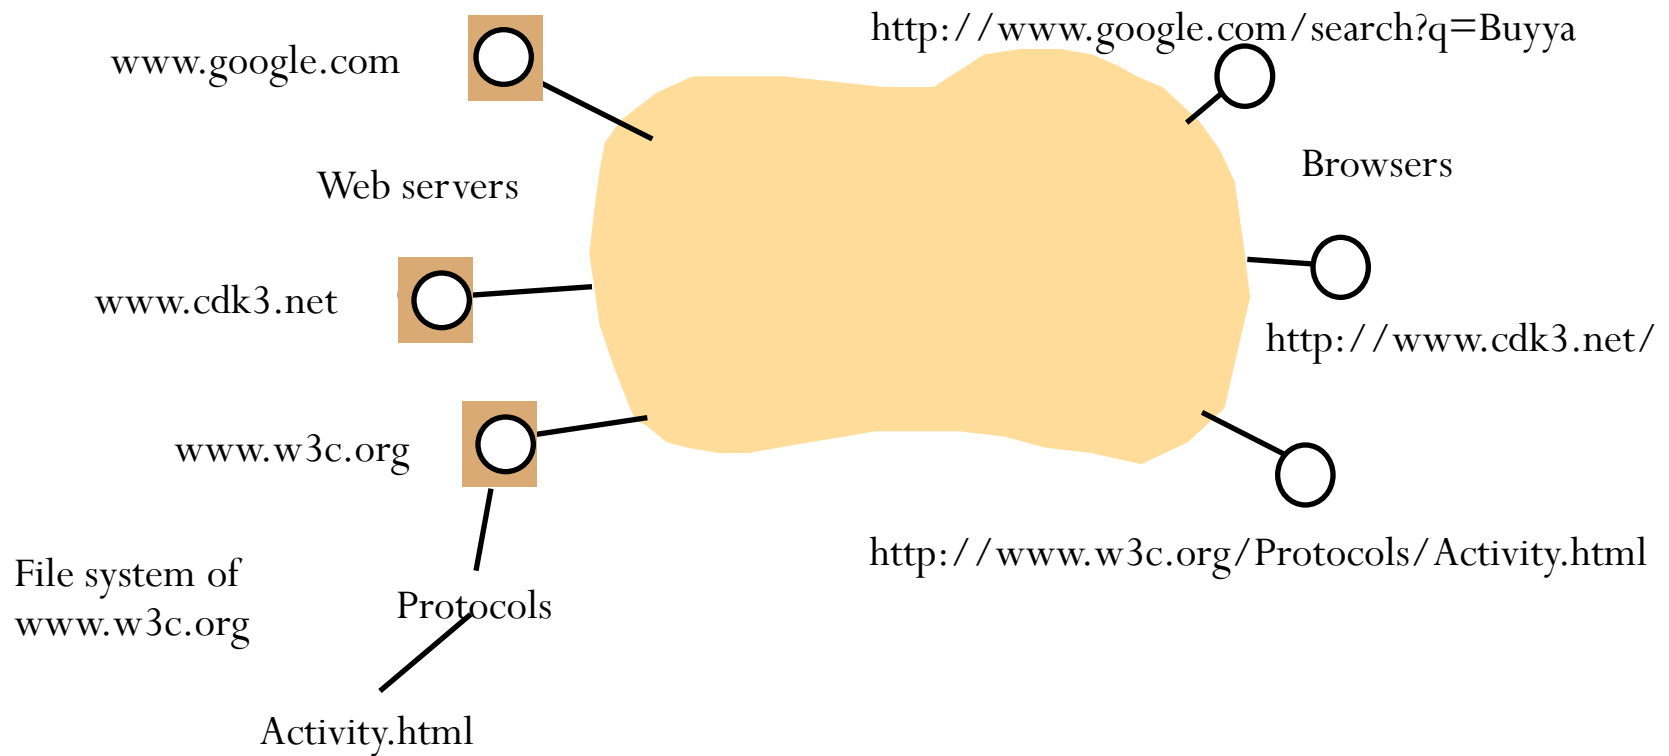 http://www.google.com/search?q=Buyya
www.google.com
Browsers
Web servers
www.cdk3.net
http://www.cdk3.net/
www.w3c.org
http://www.w3c.org/Protocols/Activity.html
File system of
www.w3c.org
Protocols
Activity.html